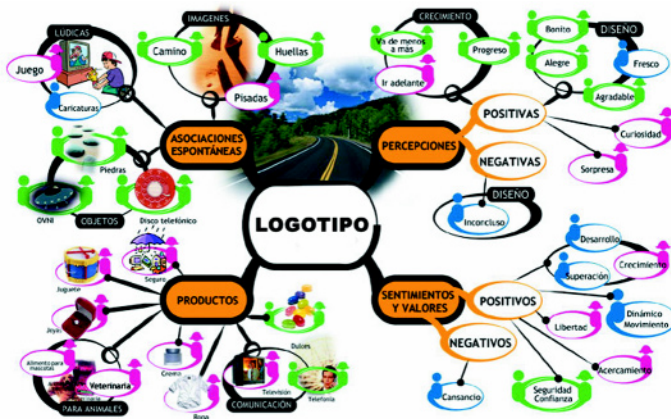 LÚDICAS
Juego
Caricaturas
IMAGENES
Camino
Huellas
Pisadas
ASOCIACIONES
ESPONTÁNEAS
Piedras
OVNI
OBJETOS
Disco telefónico
CRECIMIENTO
Va de menos
a más
Progreso
Ir adelante
DISEÑO
Bonito
Alegre
Fresco
Agradable
PERCEPCIONES
POSITIVAS
Curiosidad
Sorpresa
NEGATIVAS
DISEÑO
Inconcluso
LOGOTIPO
PRODUCTOS
Seguro
Juguete
Joyas
Alimento para
mascotas
Veterinaria
PARA ANIMALES
Crema
Ropa
Dulces
Televisión
Telefonía
COMUNICACIÓN
SENTIMIENTOS
Y VALORES
POSITIVOS
Desarrollo
Superación
Crecimiento
Dinámico
Movimiento
Libertad
Acercamiento
Seguridad
Confianza
NEGATIVOS
Cansancio